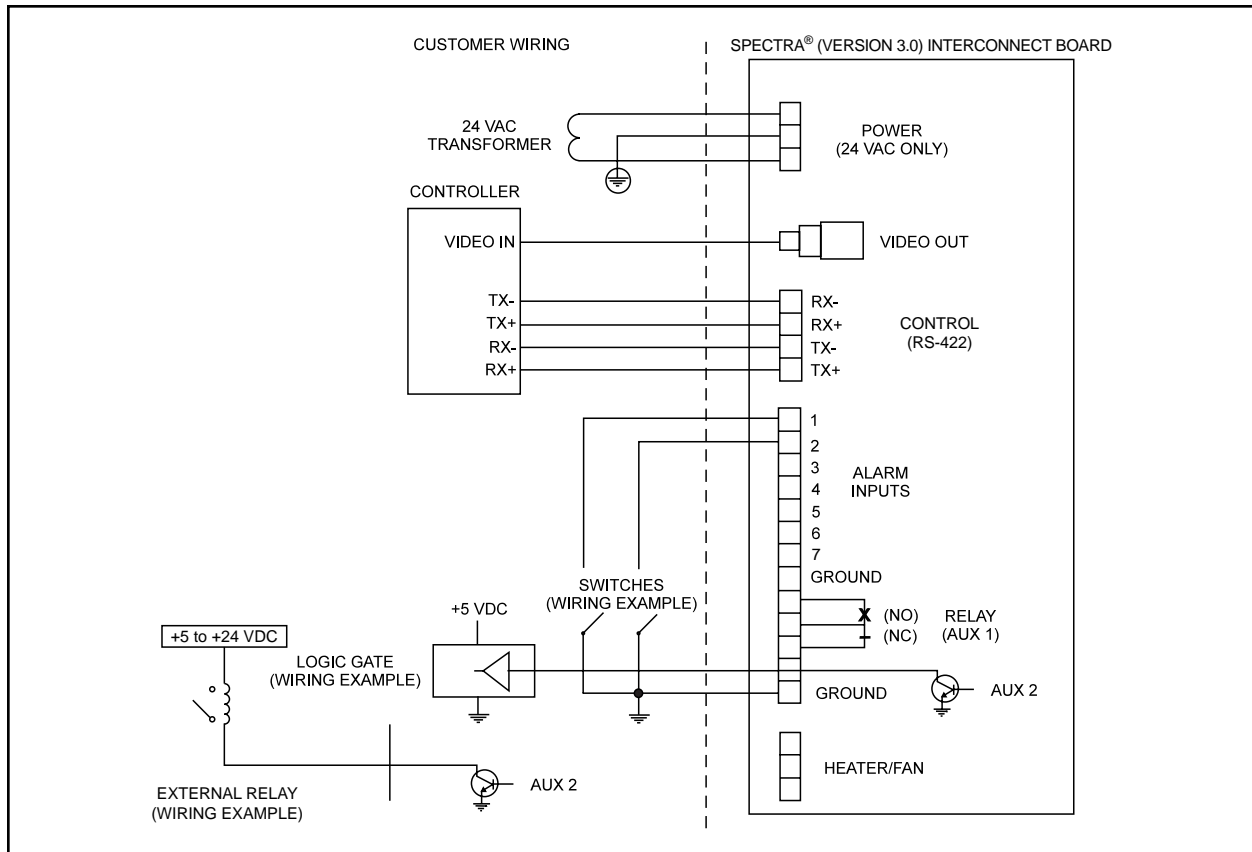 CUSTOMER WIRING
SPECTRA® (VERSION 3.0) INTERCONNECT BOARD
24 VAC
TRANSFORMER
POWER
(24 VAC ONLY)
CONTROLLER
VIDEO IN
VIDEO OUT
TX-
TX+
RX-
RX+
RX-
RX+
TX-
TX+
CONTROL
(RS-422)
1
2
3
4
5
6
7
GROUND
ALARM
INPUTS
SWITCHES
(WIRING EXAMPLE)
(NO)
(NC)
RELAY
(AUX 1)
+5 VDC
+5 to +24 VDC
LOGIC GATE
(WIRING EXAMPLE)
GROUND
AUX 2
HEATER/FAN
AUX 2
EXTERNAL RELAY
(WIRING EXAMPLE)